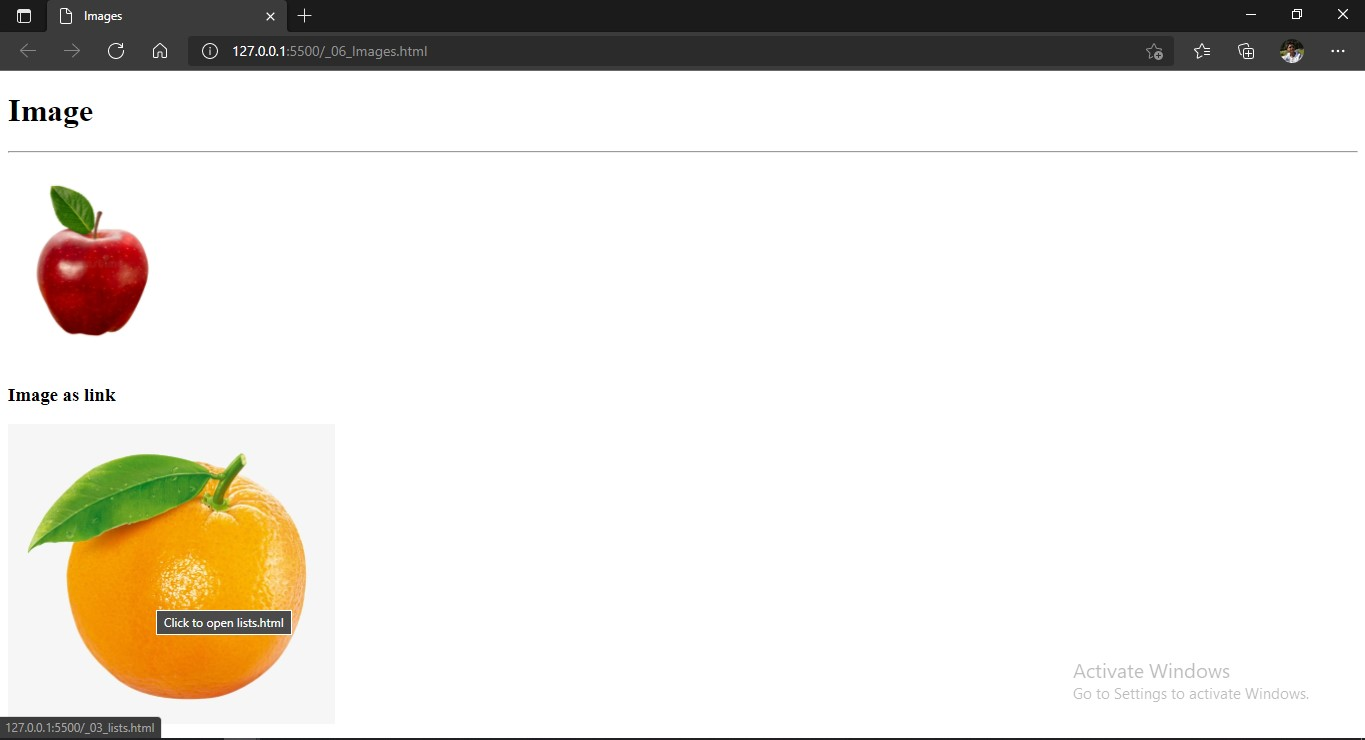 Images
127.0.0.1:5500/_06_Images.html
Image
Image as link
Click to open lists.html
Activate Windows
Go to Settings to activate Windows.
127.0.0.1:5500/_03_lists.html